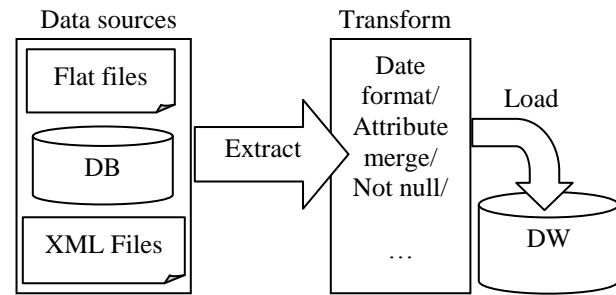 Data sources
Flat files
DB
XML Files
Extract
Transform
Date
format/
Attribute
merge/
Not null/
…
Load
DW